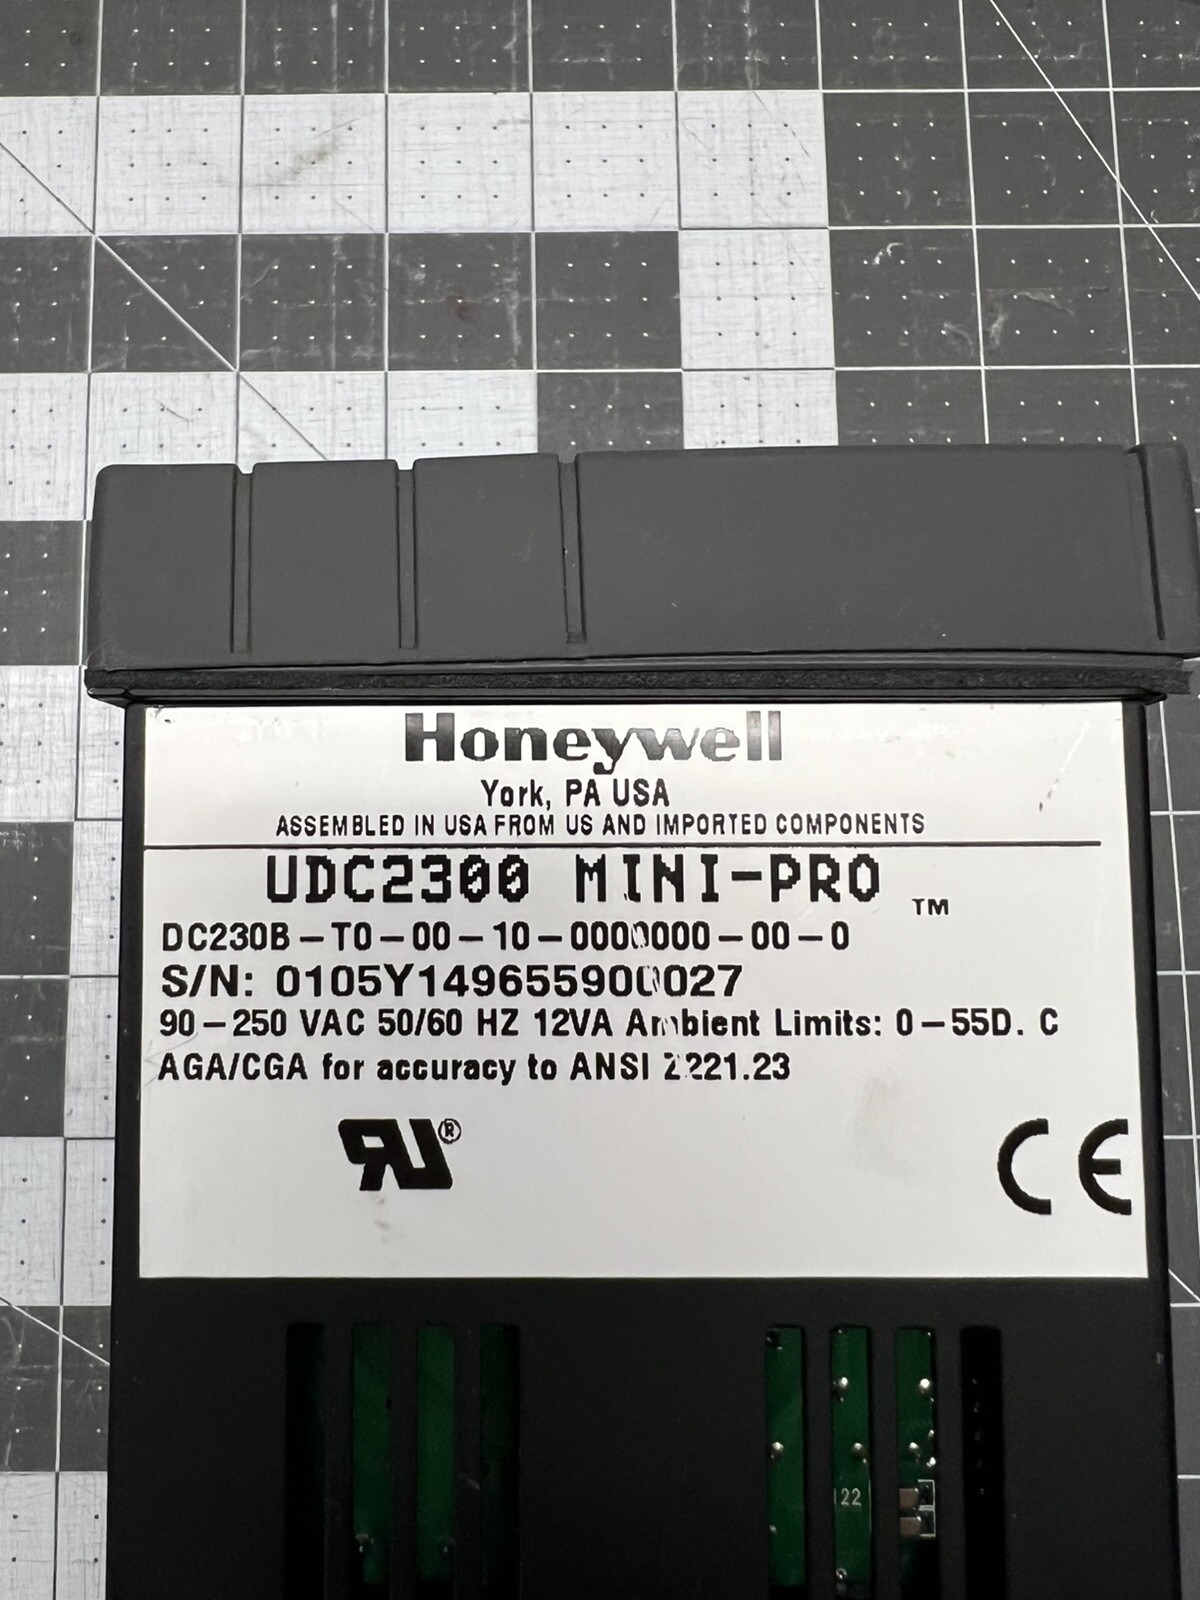 Honeywell
York, PA USA
ASSEMBLED IN USA FROM US AND IMPORTED COMPONENTS
UDC2300 MINI-PRO ™
DC230B-T0-00-10-0000000-00-0
S/N: 0105Y149655900027
90-250 VAC 50/60 HZ 12VA Ambient Limits: 0-55D. C
AGA/CGA for accuracy to ANSI Z221.23
RU® CE
122